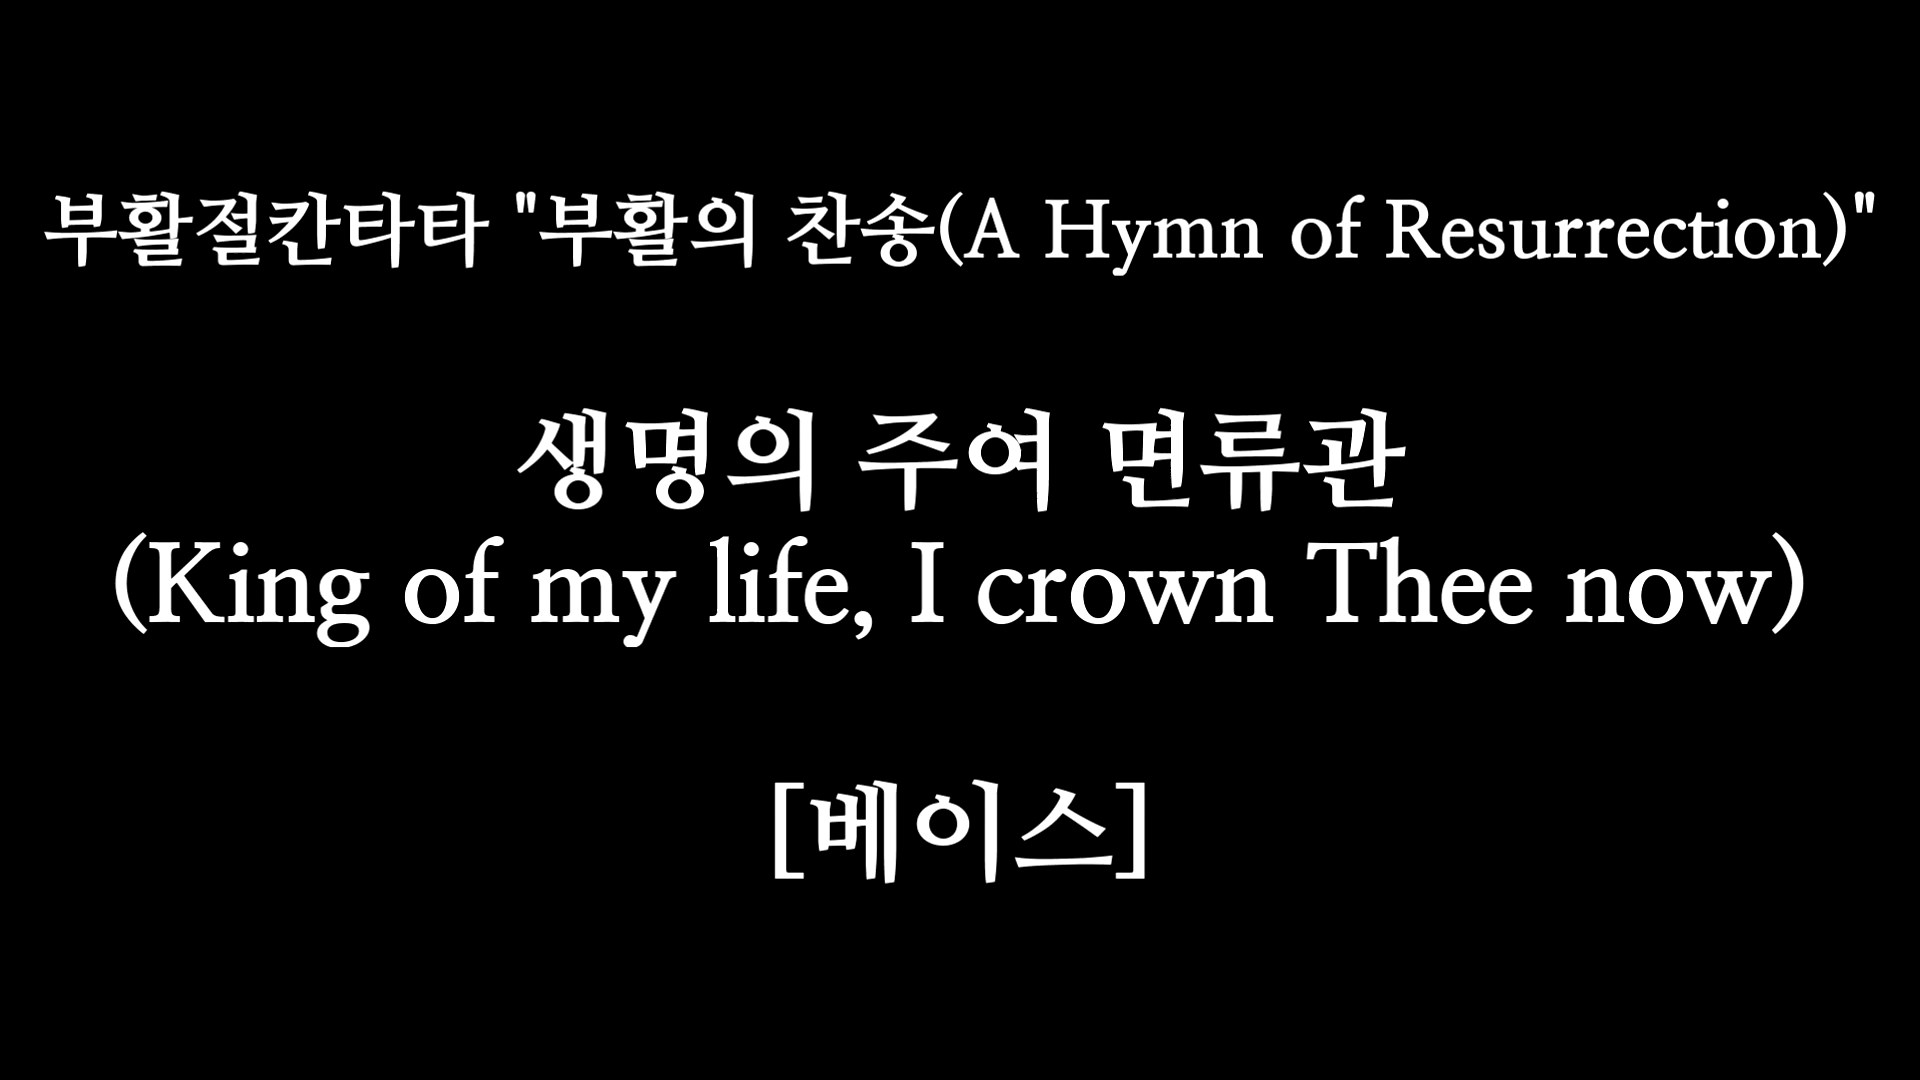 부활절칸타타 "부활의 찬송(A Hymn of Resurrection)"
생명의 주여 면류관
(King of my life, I crown Thee now)
[베이스]